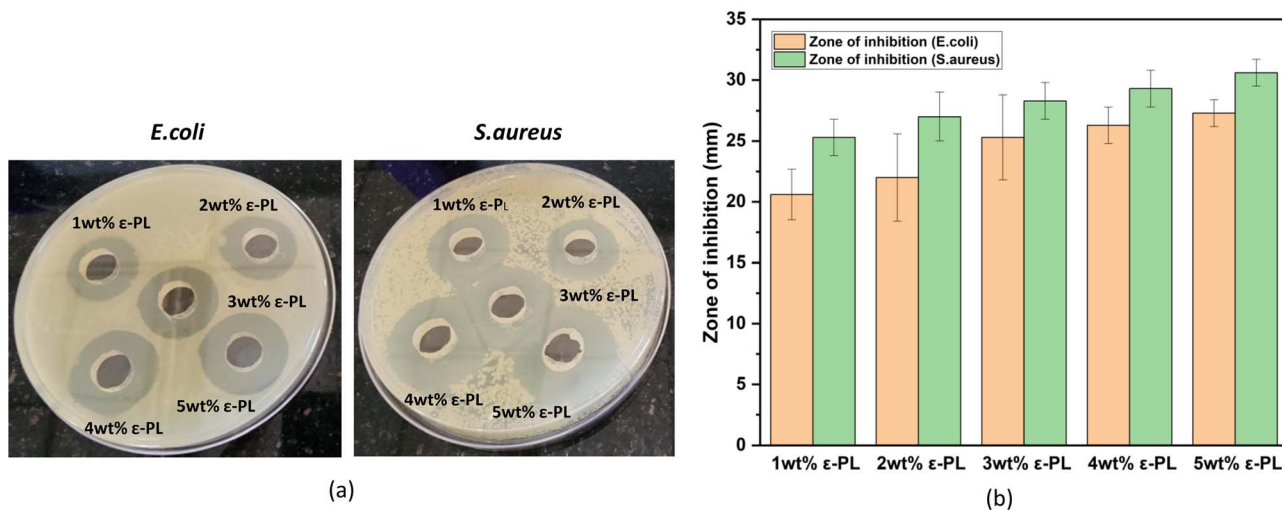 E.coli
S.aureus
1wt% ε-PL
2wt% ε-PL
3wt% ε-PL
4wt% ε-PL
5wt% ε-PL
1wt% ε-PL
2wt% ε-PL
3wt% ε-PL
4wt% ε-PL
5wt% ε-PL
(a)
Zone of inhibition (mm)
35
30
25
20
15
10
5
0
Zone of inhibition (E.coli)
Zone of inhibition (S.aureus)
1wt% ε-PL
2wt% ε-PL
3wt% ε-PL
4wt% ε-PL
5wt% ε-PL
(b)